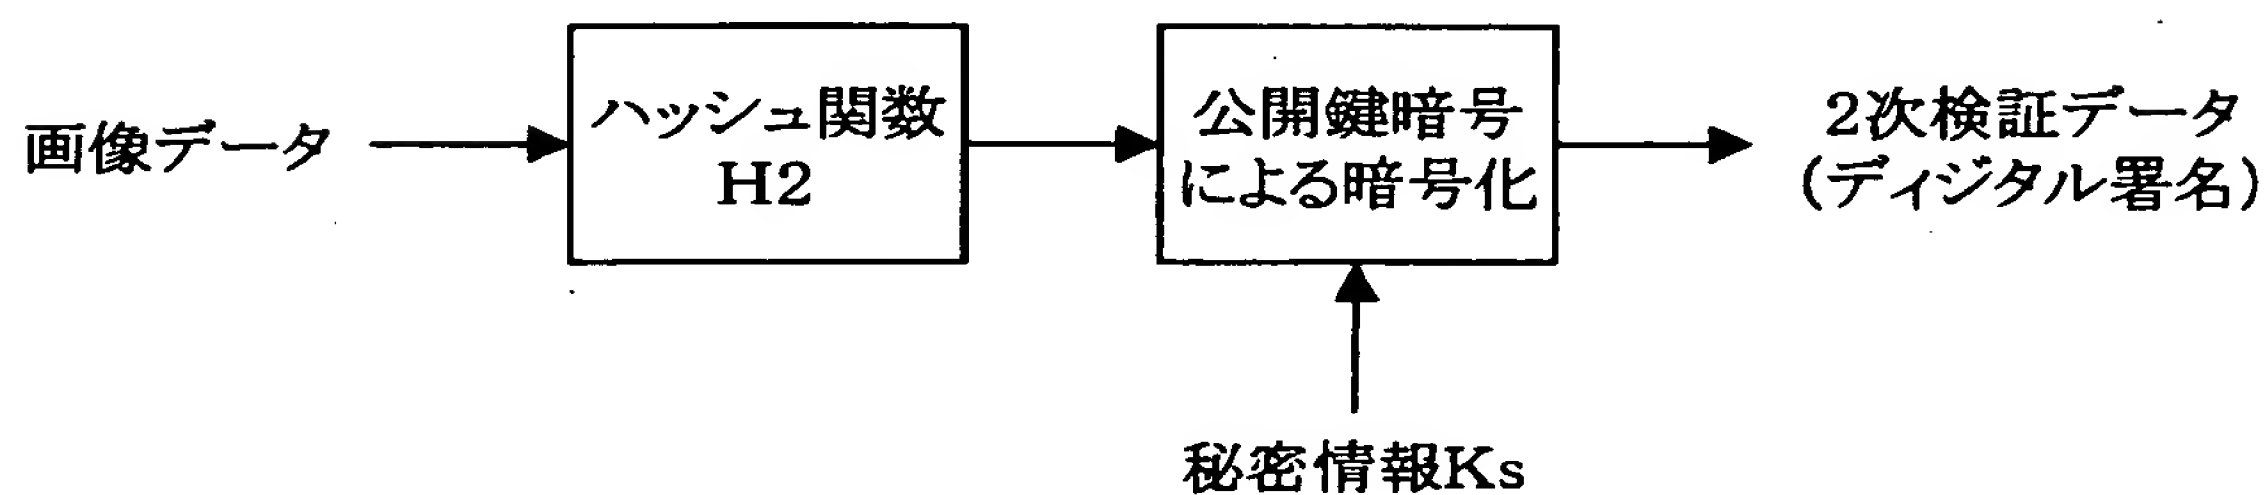 画像データ
ハッシュ関数
H2
公開鍵暗号
による暗号化
2次検証データ
(ディジタル署名)
秘密情報Ks